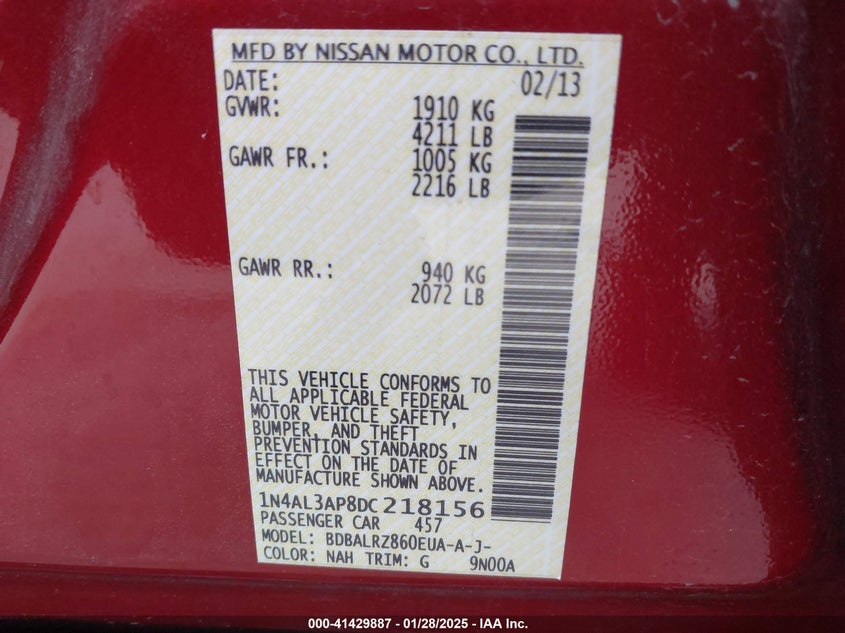 MFD BY NISSAN MOTOR CO., LTD.
DATE: 02/13
GVWR: 1910 KG
4211 LB
GAWR FR.: 1005 KG
2216 LB
GAWR RR.: 940 KG
2072 LB
THIS VEHICLE CONFORMS TO
ALL APPLICABLE FEDERAL
MOTOR VEHICLE SAFETY,
BUMPER, AND THEFT
PREVENTION STANDARDS IN
EFFECT ON THE DATE OF
MANUFACTURE SHOWN ABOVE.
1N4AL3AP8DC218156
PASSENGER CAR 457
MODEL: BDBALRZ860EUA-A-J-
COLOR: NAH TRIM: G 9N00A
000-41429887 - 01/28/2025 - IAA Inc.